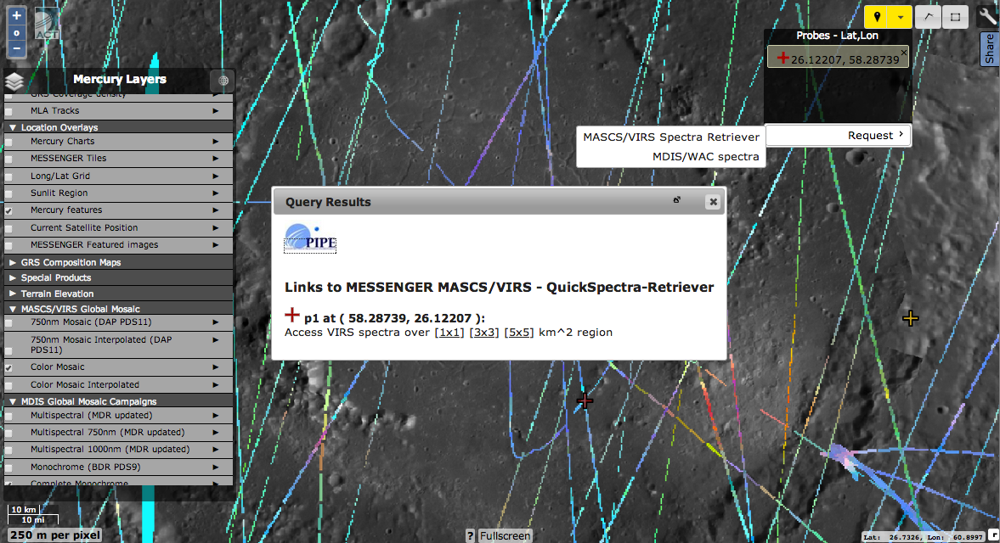 +
o
−
ACT
Probes - Lat,Lon
26.12207, 58.28739
×
Share
Mercury Layers
GRS Coverage density
MLA Tracks
Location Overlays
Mercury Charts
MESSENGER Tiles
Long/Lat Grid
Sunlit Region
Mercury features
Current Satellite Position
MESSENGER Featured images
GRS Composition Maps
Special Products
Terrain Elevation
MASCS/VIRS Global Mosaic
750nm Mosaic (DAP PDS11)
750nm Mosaic Interpolated (DAP
PDS11)
Color Mosaic
Color Mosaic Interpolated
MDIS Global Mosaic Campaigns
Multispectral (MDR updated)
Multispectral 750nm (MDR updated)
Multispectral 1000nm (MDR updated)
Monochrome (BDR PDS9)
Complete Monochrome
MASCS/VIRS Spectra Retriever
Request ›
MDIS/WAC spectra
Query Results
PIPE
Links to MESSENGER MASCS/VIRS - QuickSpectra-Retriever
p1 at ( 58.28739, 26.12207 ):
Access VIRS spectra over [1x1] [3x3] [5x5] km^2 region
10 km
10 mi
250 m per pixel
? Fullscreen
Lat: 26.7326, Lon: 60.8997
r